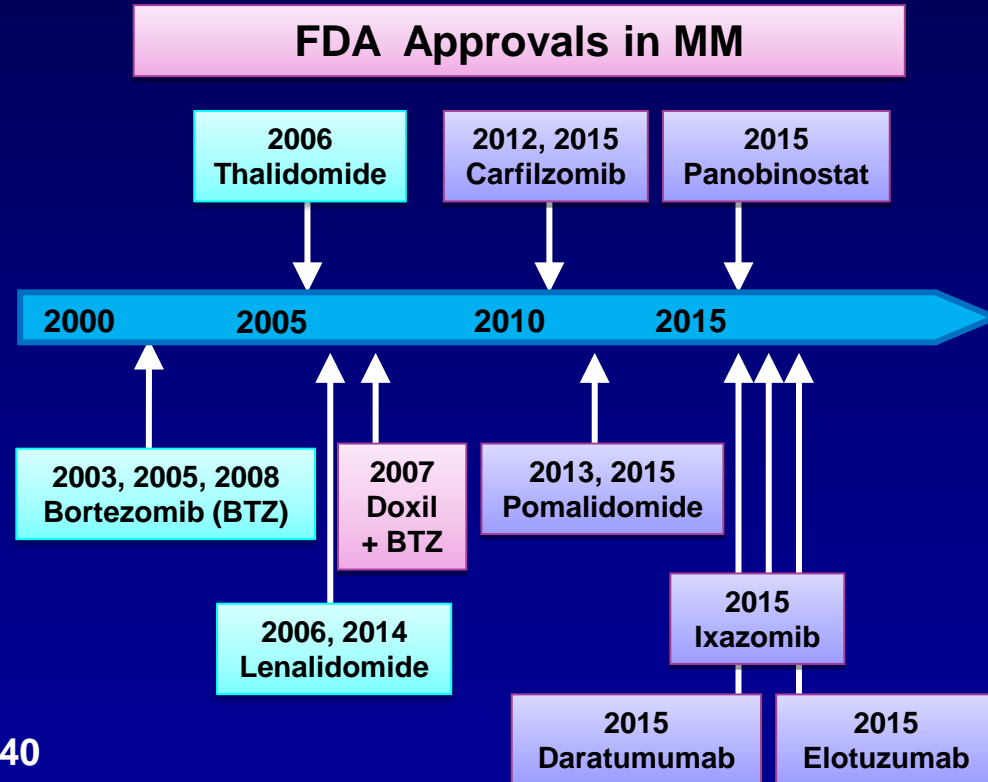 FDA Approvals in MM
2006
Thalidomide
2012, 2015
Carfilzomib
2015
Panobinostat
2000
2005
2010
2015
2003, 2005, 2008
Bortezomib (BTZ)
2007
Doxil
+ BTZ
2013, 2015
Pomalidomide
2006, 2014
Lenalidomide
2015
Ixazomib
2015
Daratumumab
2015
Elotuzumab
40